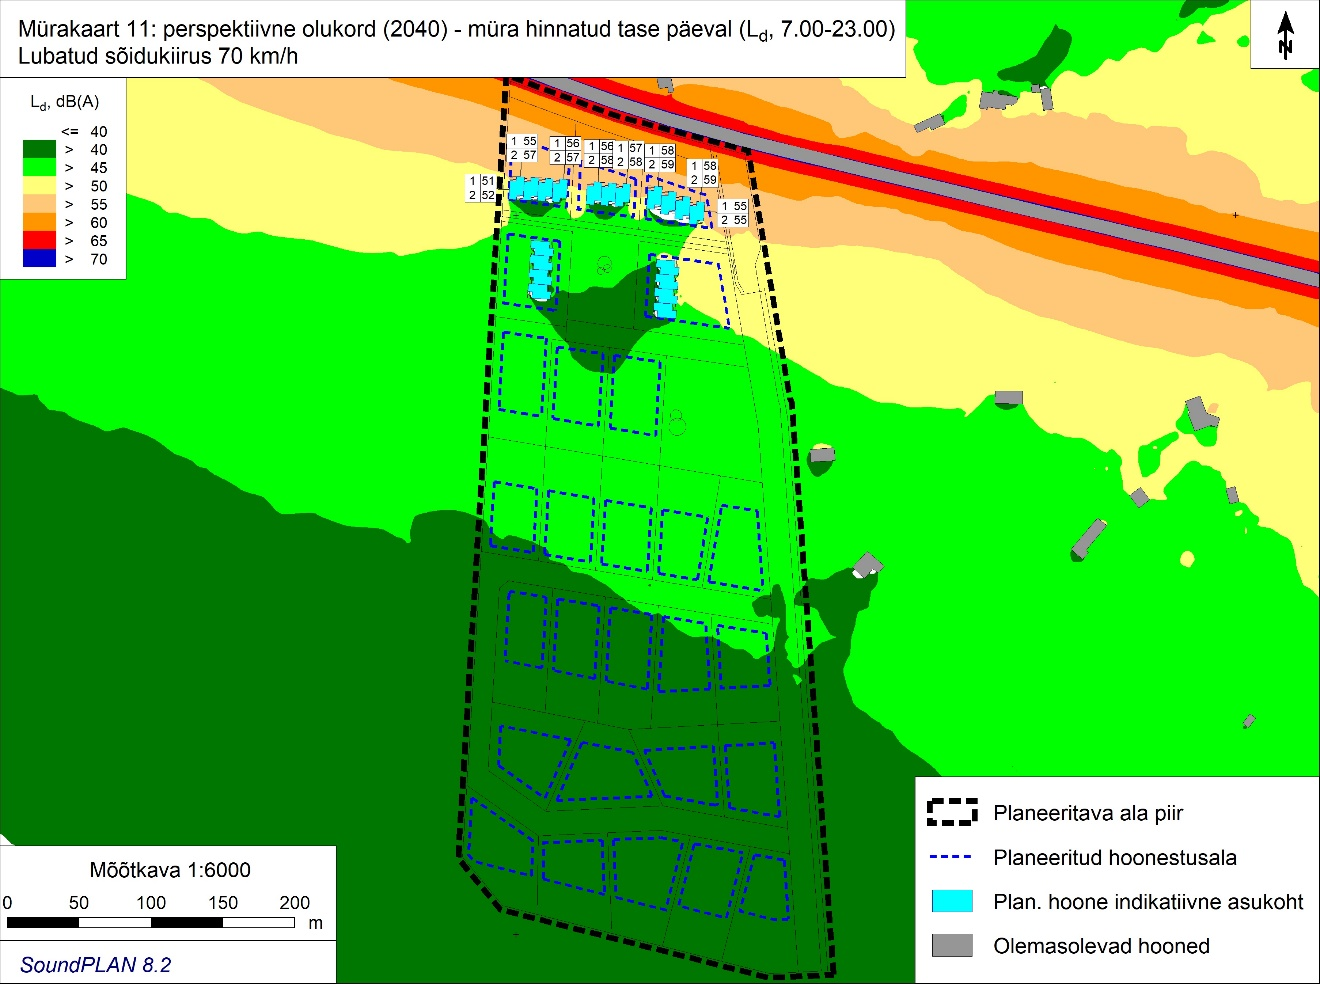 Mürakaart 11: perspektiivne olukord (2040) - müra hinnatud tase päeval (Ld, 7.00-23.00)
Lubatud sõidukiirus 70 km/h
N
Ld, dB(A)
<= 40
> 40
> 45
> 50
> 55
> 60
> 65
> 70
1 55
2 57
1 56
2 57
1 56
2 58
1 57
2 58
1 58
2 59
1 58
2 59
1 51
2 52
1 55
2 55
Planeeritava ala piir
Planeeritud hoonestusala
Plan. hoone indikatiivne asukoht
Olemasolevad hooned
Mõõtkava 1:6000
0 50 100 150 200
m
SoundPLAN 8.2